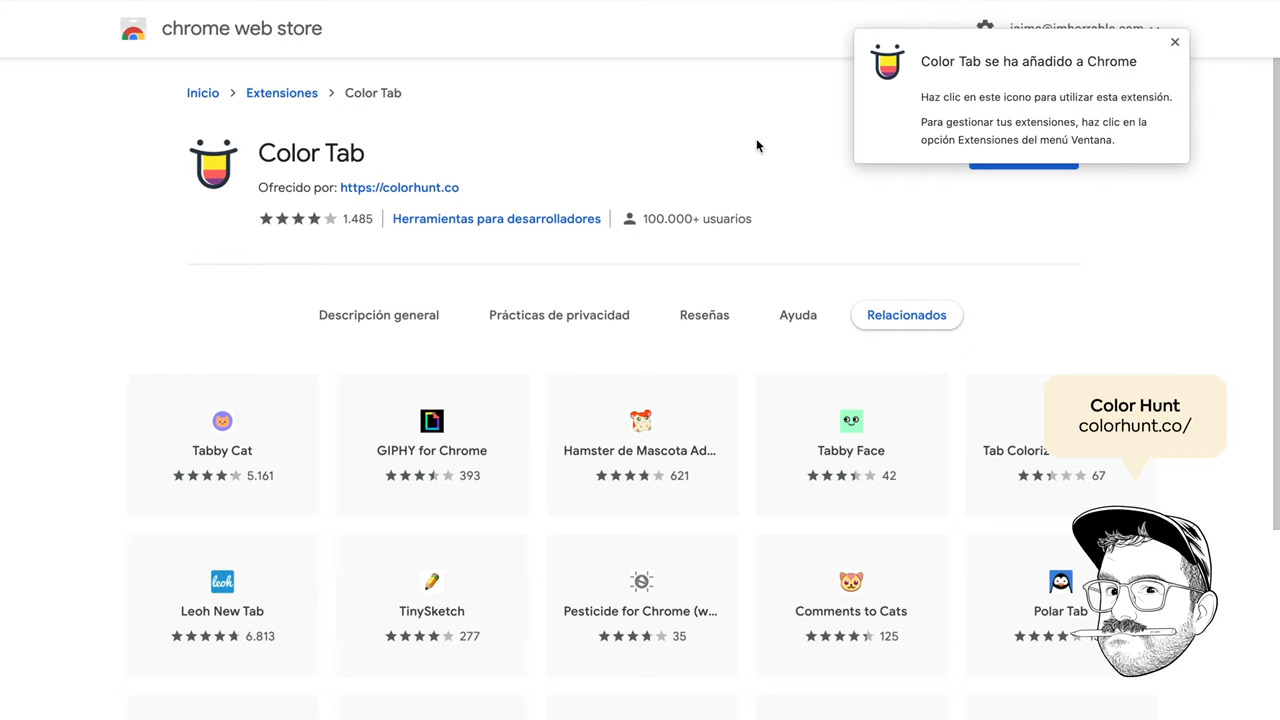 chrome web store
Color Tab se ha añadido a Chrome
Haz clic en este icono para utilizar esta extensión.
Para gestionar tus extensiones, haz clic en la
opción Extensiones del menú Ventana.
Inicio > Extensiones > Color Tab
Color Tab
Ofrecido por: https://colorhunt.co
1.485 Herramientas para desarrolladores 100.000+ usuarios
Descripción general Prácticas de privacidad Reseñas Ayuda Relacionados
Color Hunt
colorhunt.co/
Tabby Cat GIPHY for Chrome Hamster de Mascota Ad... Tabby Face Tab
5.161 393 621 42 67
leoh
Leoh New Tab TinySketch Pesticide for Chrome (w... Comments to Cats Polar Tab
6.813 277 35 125